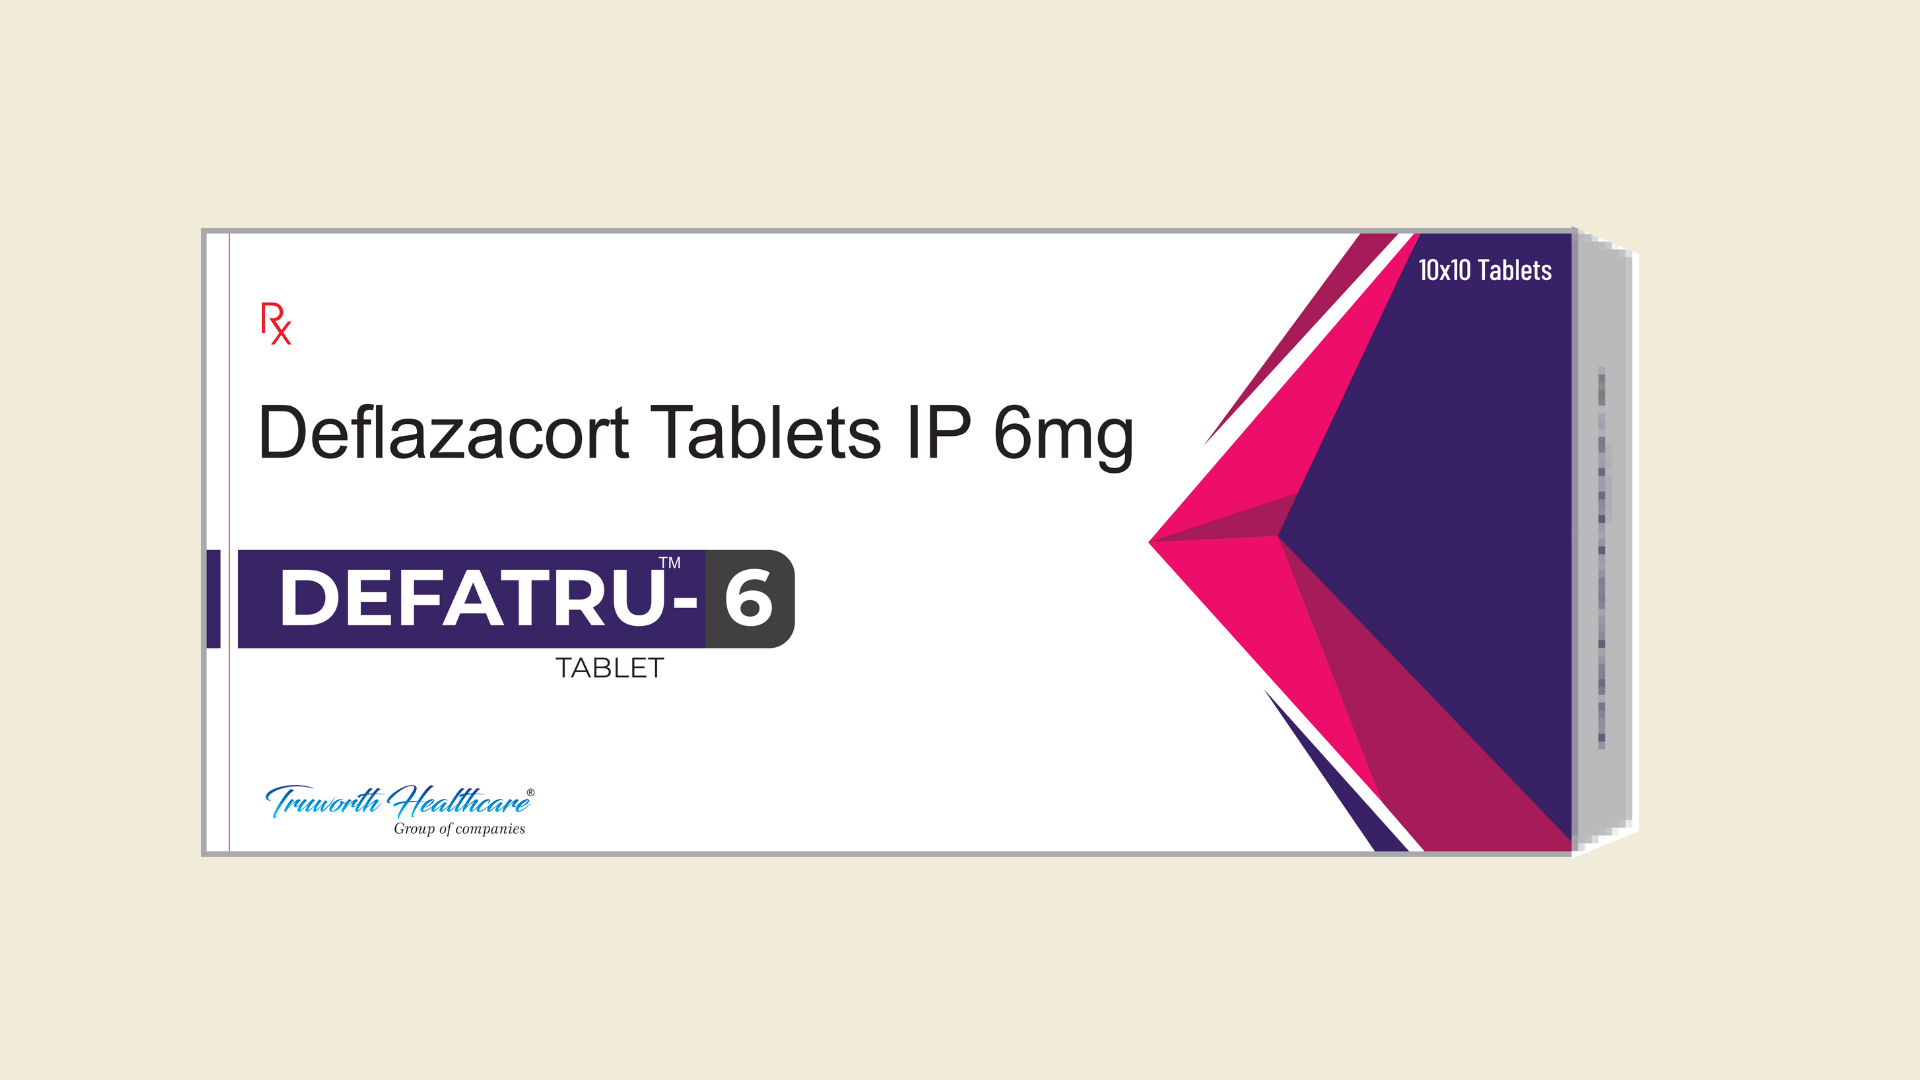 10x10 Tablets
Rx
Deflazacort Tablets IP 6mg
DEFATRU™- 6
TABLET
Truworth Healthcare®
Group of companies